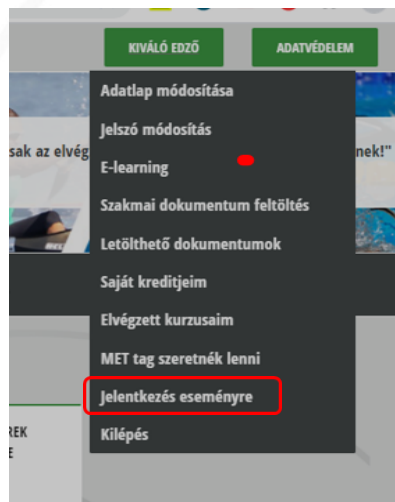 KIVÁLÓ EDZŐ
ADATVÉDELEM
Adatlap módosítása
Jelszó módosítás
sak az elvég
nek!"
E-learning
Szakmai dokumentum feltöltés
Letölthető dokumentumok
Saját kreditjeim
Elvégzett kurzusaim
MET tag szeretnék lenni
Jelentkezés eseményre
REK
E
Kilépés